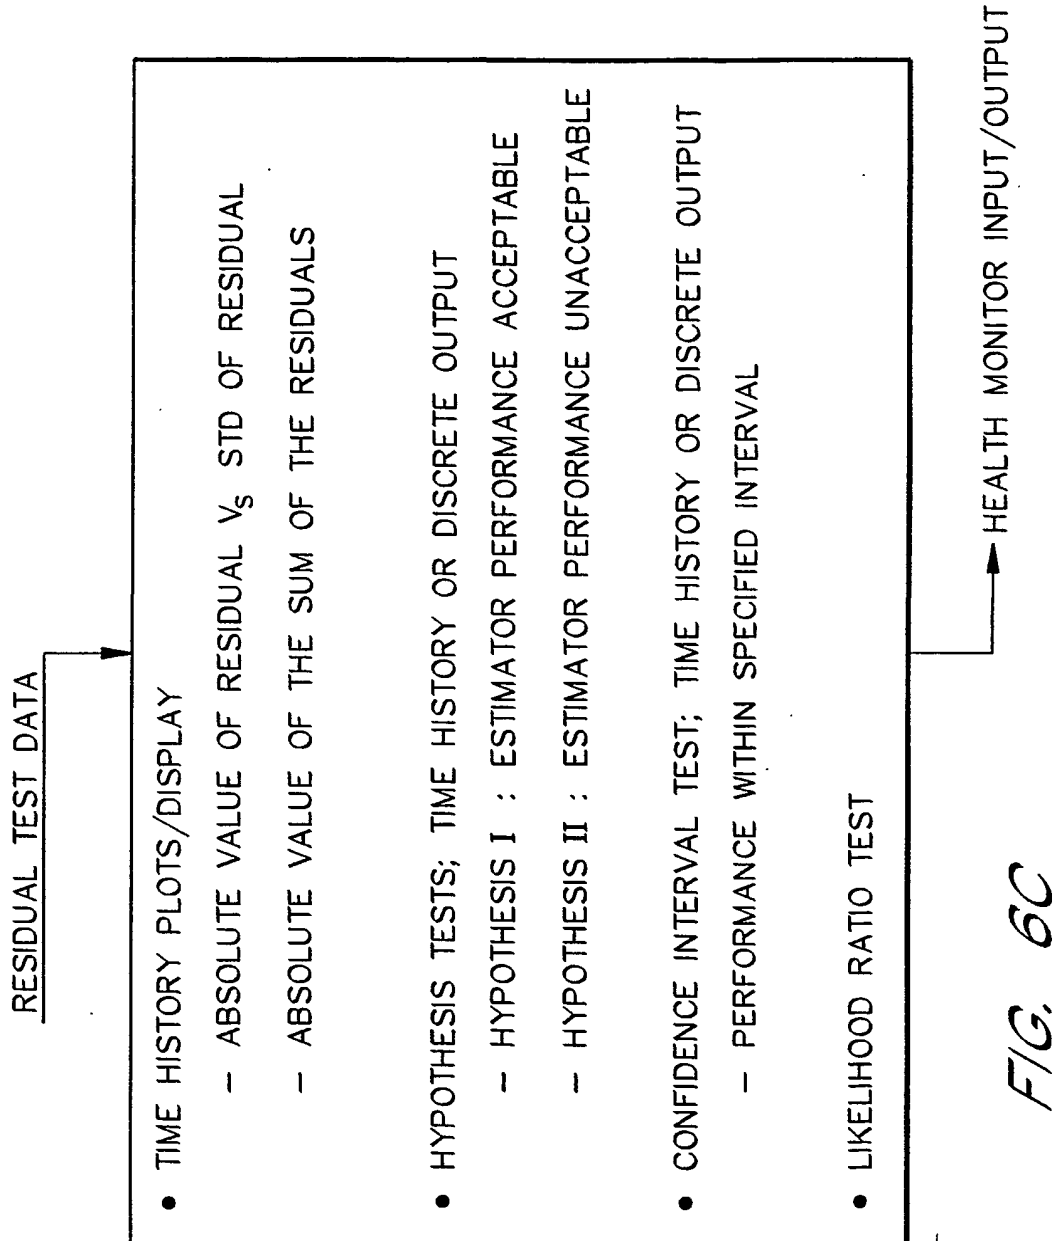 RESIDUAL TEST DATA
• TIME HISTORY PLOTS/DISPLAY
– ABSOLUTE VALUE OF RESIDUAL VS STD OF RESIDUAL
– ABSOLUTE VALUE OF THE SUM OF THE RESIDUALS
• HYPOTHESIS TESTS; TIME HISTORY OR DISCRETE OUTPUT
– HYPOTHESIS I : ESTIMATOR PERFORMANCE ACCEPTABLE
– HYPOTHESIS II : ESTIMATOR PERFORMANCE UNACCEPTABLE
• CONFIDENCE INTERVAL TEST; TIME HISTORY OR DISCRETE OUTPUT
– PERFORMANCE WITHIN SPECIFIED INTERVAL
• LIKELIHOOD RATIO TEST
HEALTH MONITOR INPUT/OUTPUT
FIG. 6C